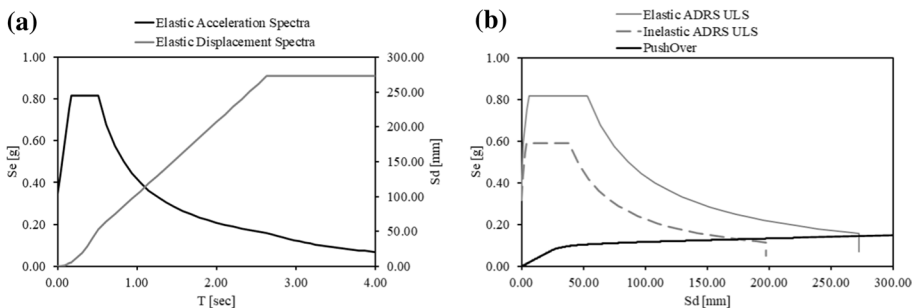 (a)
Elastic Acceleration Spectra
Elastic Displacement Spectra
1.00
0.80
0.60
0.40
0.20
0.00
Se [g]
300.00
250.00
200.00
150.00
100.00
50.00
0.00
Sd [mm]
0.00 1.00 2.00 3.00 4.00
T [sec]
(b)
Elastic ADRS ULS
Inelastic ADRS ULS
PushOver
1.00
0.80
0.60
0.40
0.20
0.00
Se [g]
0.00 50.00 100.00 150.00 200.00 250.00 300.00
Sd [mm]